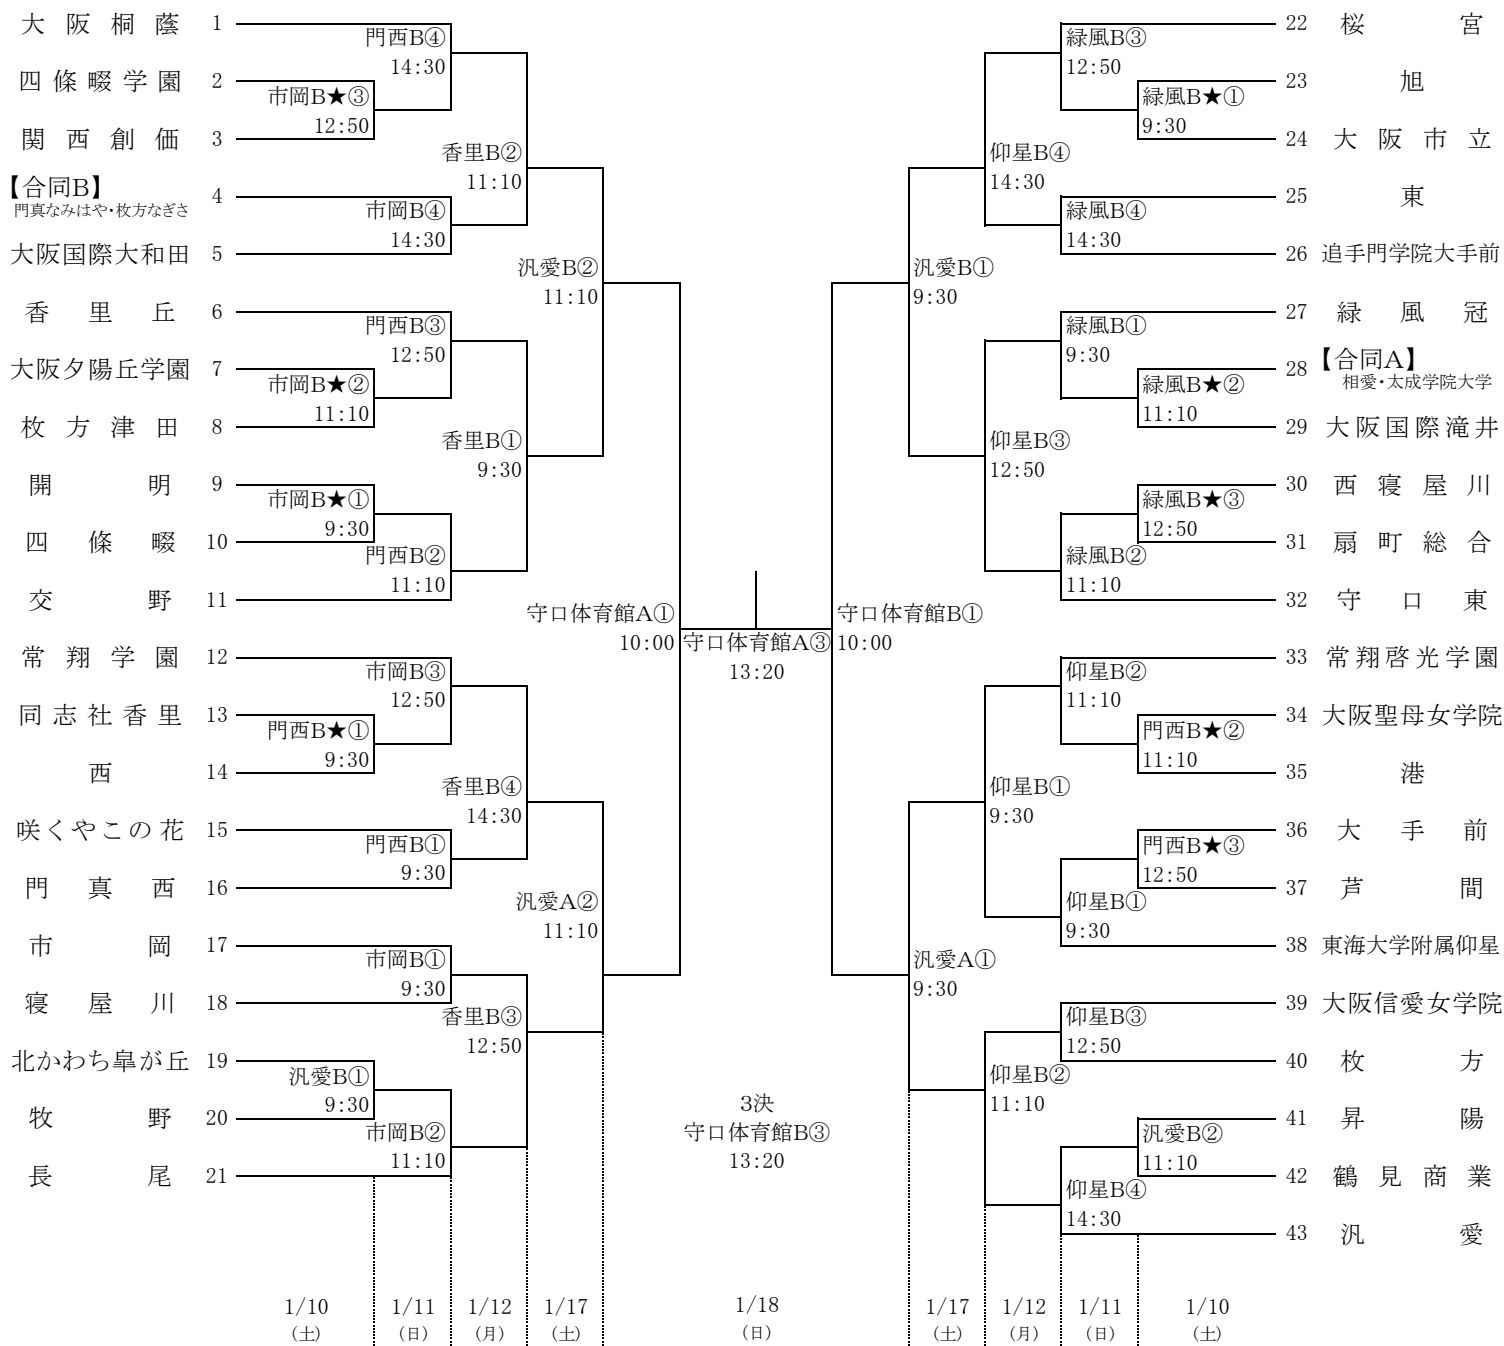 大阪桐蔭 1
四條畷学園 2
関西創価 3
【合同B】 4
門真なみはや・枚方なぎさ
大阪国際大和田 5
香里丘 6
大阪夕陽丘学園 7
枚方津田 8
開明 9
四條畷 10
交野 11
常翔学園 12
同志社香里 13
西 14
咲くやこの花 15
門真西 16
市岡 17
寝屋川 18
北かわち皐が丘 19
牧野 20
長尾 21
市岡B★③
12:50
市岡B★②
11:10
市岡B★①
9:30
門西B★①
9:30
汎愛B①
9:30
門西B④
14:30
市岡B④
14:30
門西B③
12:50
門西B②
11:10
市岡B③
12:50
門西B①
9:30
市岡B①
9:30
市岡B②
11:10
香里B②
11:10
香里B①
9:30
香里B④
14:30
香里B③
12:50
汎愛B②
11:10
汎愛A②
11:10
守口体育館A①
10:00
守口体育館A③
13:20
守口体育館B①
10:00
3決
守口体育館B③
13:20
汎愛B①
9:30
汎愛A①
9:30
仰星B④
14:30
仰星B③
12:50
仰星B①
9:30
仰星B②
11:10
緑風B③
12:50
緑風B④
14:30
緑風B①
9:30
緑風B②
11:10
仰星B②
11:10
仰星B①
9:30
仰星B③
12:50
仰星B④
14:30
緑風B★①
9:30
緑風B★②
11:10
緑風B★③
12:50
門西B★②
11:10
門西B★③
12:50
汎愛B②
11:10
22 桜宮
23 旭
24 大阪市立
25 東
26 追手門学院大手前
27 緑風冠
28 【合同A】
相愛・太成学院大学
29 大阪国際滝井
30 西寝屋川
31 扇町総合
32 守口東
33 常翔啓光学園
34 大阪聖母女学院
35 港
36 大手前
37 芦間
38 東海大学附属仰星
39 大阪信愛女学院
40 枚方
41 昇陽
42 鶴見商業
43 汎愛
1/10 1/11 1/12 1/17 1/18 1/17 1/12 1/11 1/10
(土) (日) (月) (土) (日) (土) (月) (日) (土)